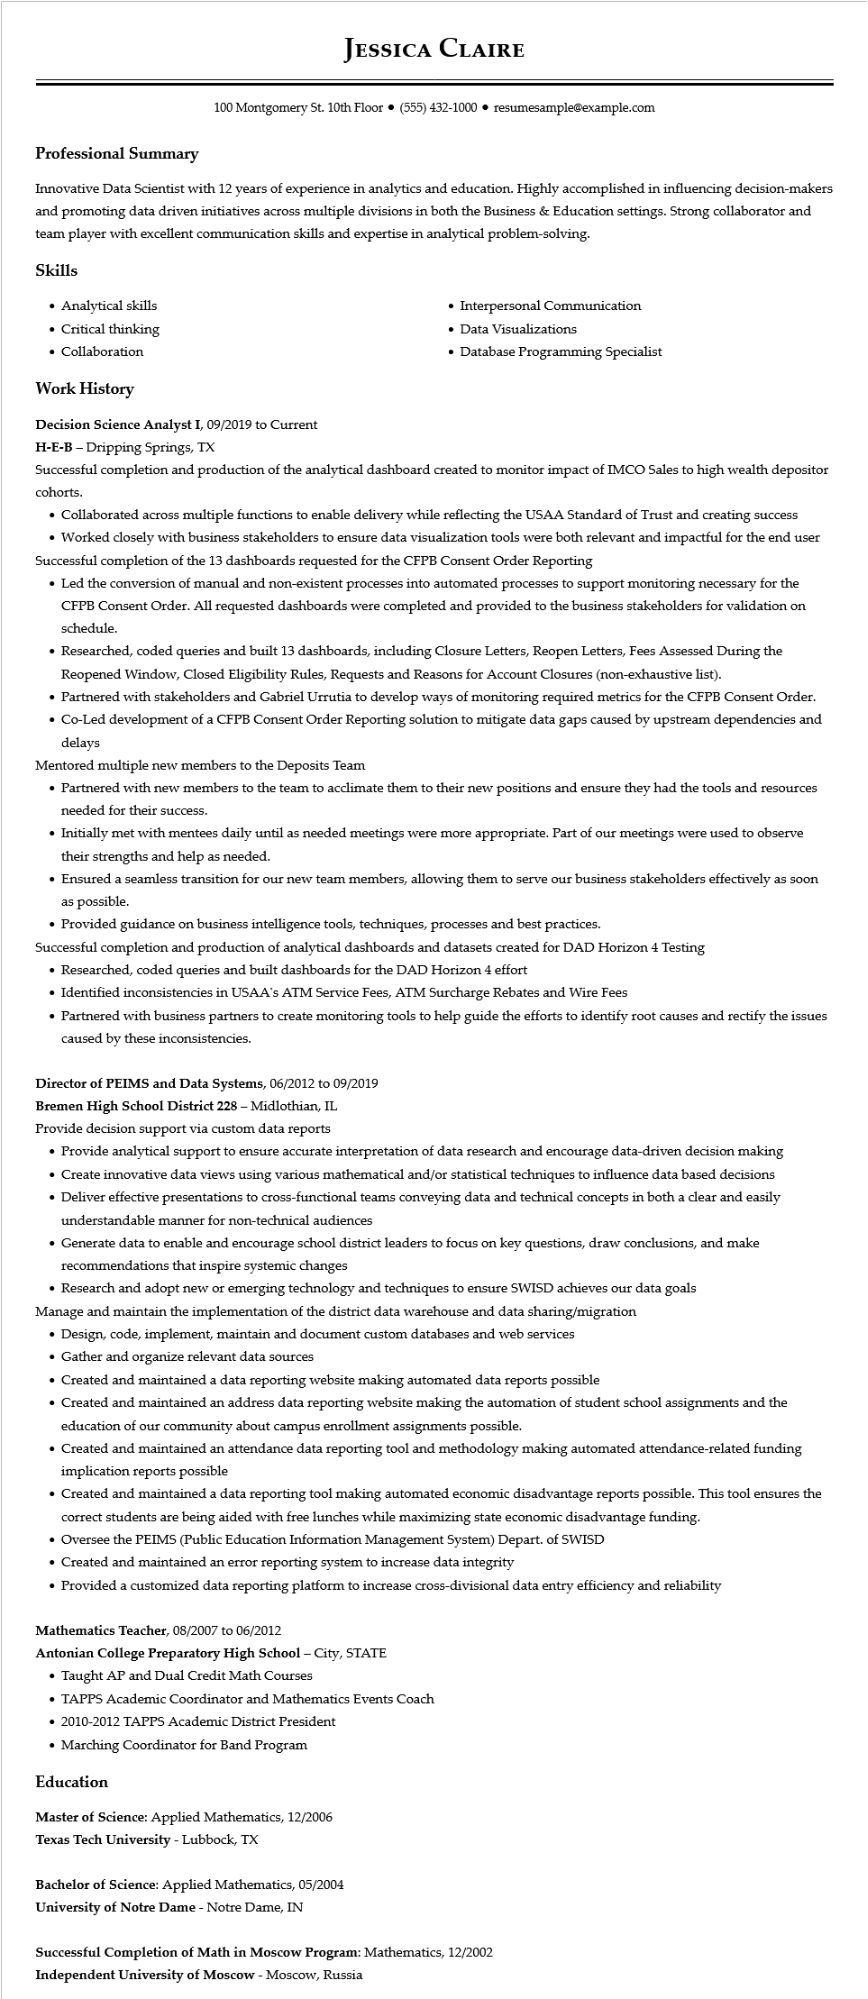 Jessica Claire
100 Montgomery St. 10th Floor ● (555) 432-1000 ● resumesample@example.com
Professional Summary
Innovative Data Scientist with 12 years of experience in analytics and education. Highly accomplished in influencing decision-makers
and promoting data driven initiatives across multiple divisions in both the Business & Education settings. Strong collaborator and
team player with excellent communication skills and expertise in analytical problem-solving.
Skills
• Analytical skills
• Critical thinking
• Collaboration
• Interpersonal Communication
• Data Visualizations
• Database Programming Specialist
Work History
Decision Science Analyst I, 09/2019 to Current
H-E-B – Dripping Springs, TX
Successful completion and production of the analytical dashboard created to monitor impact of IMCO Sales to high wealth depositor
cohorts.
• Collaborated across multiple functions to enable delivery while reflecting the USAA Standard of Trust and creating success
• Worked closely with business stakeholders to ensure data visualization tools were both relevant and impactful for the end user
Successful completion of the 13 dashboards requested for the CFPB Consent Order Reporting
• Led the conversion of manual and non-existent processes into automated processes to support monitoring necessary for the
CFPB Consent Order. All requested dashboards were completed and provided to the business stakeholders for validation on
schedule.
• Researched, coded queries and built 13 dashboards, including Closure Letters, Reopen Letters, Fees Assessed During the
Reopened Window, Closed Eligibility Rules, Requests and Reasons for Account Closures (non-exhaustive list).
• Partnered with stakeholders and Gabriel Urrutia to develop ways of monitoring required metrics for the CFPB Consent Order.
• Co-Led development of a CFPB Consent Order Reporting solution to mitigate data gaps caused by upstream dependencies and
delays
Mentored multiple new members to the Deposits Team
• Partnered with new members to the team to acclimate them to their new positions and ensure they had the tools and resources
needed for their success.
• Initially met with mentees daily until as needed meetings were more appropriate. Part of our meetings were used to observe
their strengths and help as needed.
• Ensured a seamless transition for our new team members, allowing them to serve our business stakeholders effectively as soon
as possible.
• Provided guidance on business intelligence tools, techniques, processes and best practices.
Successful completion and production of analytical dashboards and datasets created for DAD Horizon 4 Testing
• Researched, coded queries and built dashboards for the DAD Horizon 4 effort
• Identified inconsistencies in USAA's ATM Service Fees, ATM Surcharge Rebates and Wire Fees
• Partnered with business partners to create monitoring tools to help guide the efforts to identify root causes and rectify the issues
caused by these inconsistencies.
Director of PEIMS and Data Systems, 06/2012 to 09/2019
Bremen High School District 228 – Midlothian, IL
Provide decision support via custom data reports
• Provide analytical support to ensure accurate interpretation of data research and encourage data-driven decision making
• Create innovative data views using various mathematical and/or statistical techniques to influence data based decisions
• Deliver effective presentations to cross-functional teams conveying data and technical concepts in both a clear and easily
understandable manner for non-technical audiences
• Generate data to enable and encourage school district leaders to focus on key questions, draw conclusions, and make
recommendations that inspire systemic changes
• Research and adopt new or emerging technology and techniques to ensure SWISD achieves our data goals
Manage and maintain the implementation of the district data warehouse and data sharing/migration
• Design, code, implement, maintain and document custom databases and web services
• Gather and organize relevant data sources
• Created and maintained a data reporting website making automated data reports possible
• Created and maintained an address data reporting website making the automation of student school assignments and the
education of our community about campus enrollment assignments possible.
• Created and maintained an attendance data reporting tool and methodology making automated attendance-related funding
implication reports possible
• Created and maintained a data reporting tool making automated economic disadvantage reports possible. This tool ensures the
correct students are being aided with free lunches while maximizing state economic disadvantage funding.
• Oversee the PEIMS (Public Education Information Management System) Depart. of SWISD
• Created and maintained an error reporting system to increase data integrity
• Provided a customized data reporting platform to increase cross-divisional data entry efficiency and reliability
Mathematics Teacher, 08/2007 to 06/2012
Antonian College Preparatory High School – City, STATE
• Taught AP and Dual Credit Math Courses
• TAPPS Academic Coordinator and Mathematics Events Coach
• 2010-2012 TAPPS Academic District President
• Marching Coordinator for Band Program
Education
Master of Science: Applied Mathematics, 12/2006
Texas Tech University - Lubbock, TX
Bachelor of Science: Applied Mathematics, 05/2004
University of Notre Dame - Notre Dame, IN
Successful Completion of Math in Moscow Program: Mathematics, 12/2002
Independent University of Moscow - Moscow, Russia